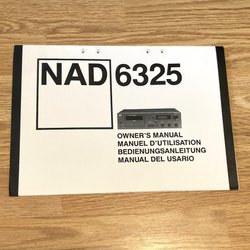 NAD 6325
OWNER'S MANUAL
MANUEL D'UTILISATION
BEDIENUNGSANLEITUNG
MANUAL DEL USARIO